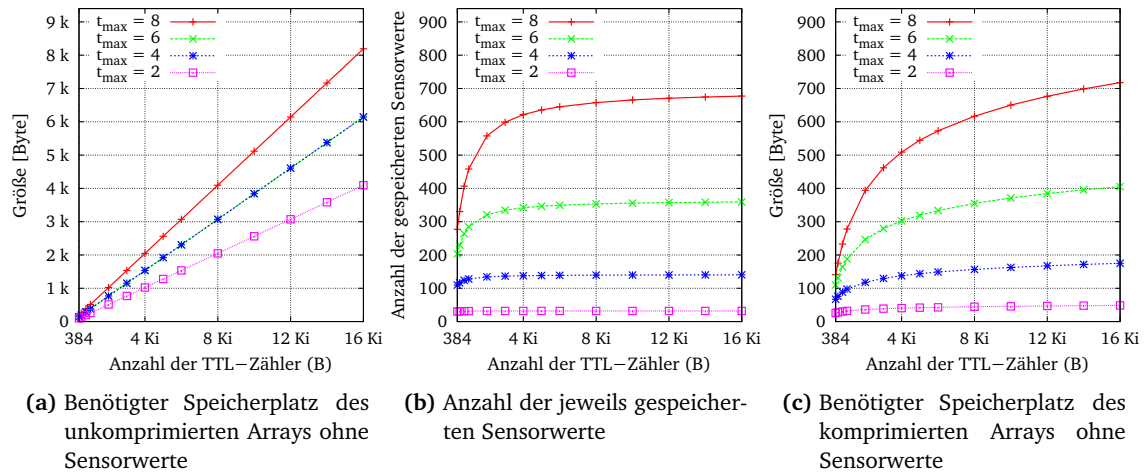 9 k
8 k
7 k
6 k
5 k
4 k
3 k
2 k
1 k
0
Größe [Byte]
t_max = 8
t_max = 6
t_max = 4
t_max = 2
384
4 Ki
8 Ki
12 Ki
16 Ki
Anzahl der TTL−Zähler (B)
(a) Benötigter Speicherplatz des
unkomprimierten Arrays ohne
Sensorwerte
900
800
700
600
500
400
300
200
100
0
Anzahl der gespeicherten Sensorwerte
t_max = 8
t_max = 6
t_max = 4
t_max = 2
384
4 Ki
8 Ki
12 Ki
16 Ki
Anzahl der TTL−Zähler (B)
(b) Anzahl der jeweils gespeicher-
ten Sensorwerte
900
800
700
600
500
400
300
200
100
0
Größe [Byte]
t_max = 8
t_max = 6
t_max = 4
t_max = 2
384
4 Ki
8 Ki
12 Ki
16 Ki
Anzahl der TTL−Zähler (B)
(c) Benötigter Speicherplatz des
komprimierten Arrays ohne
Sensorwerte